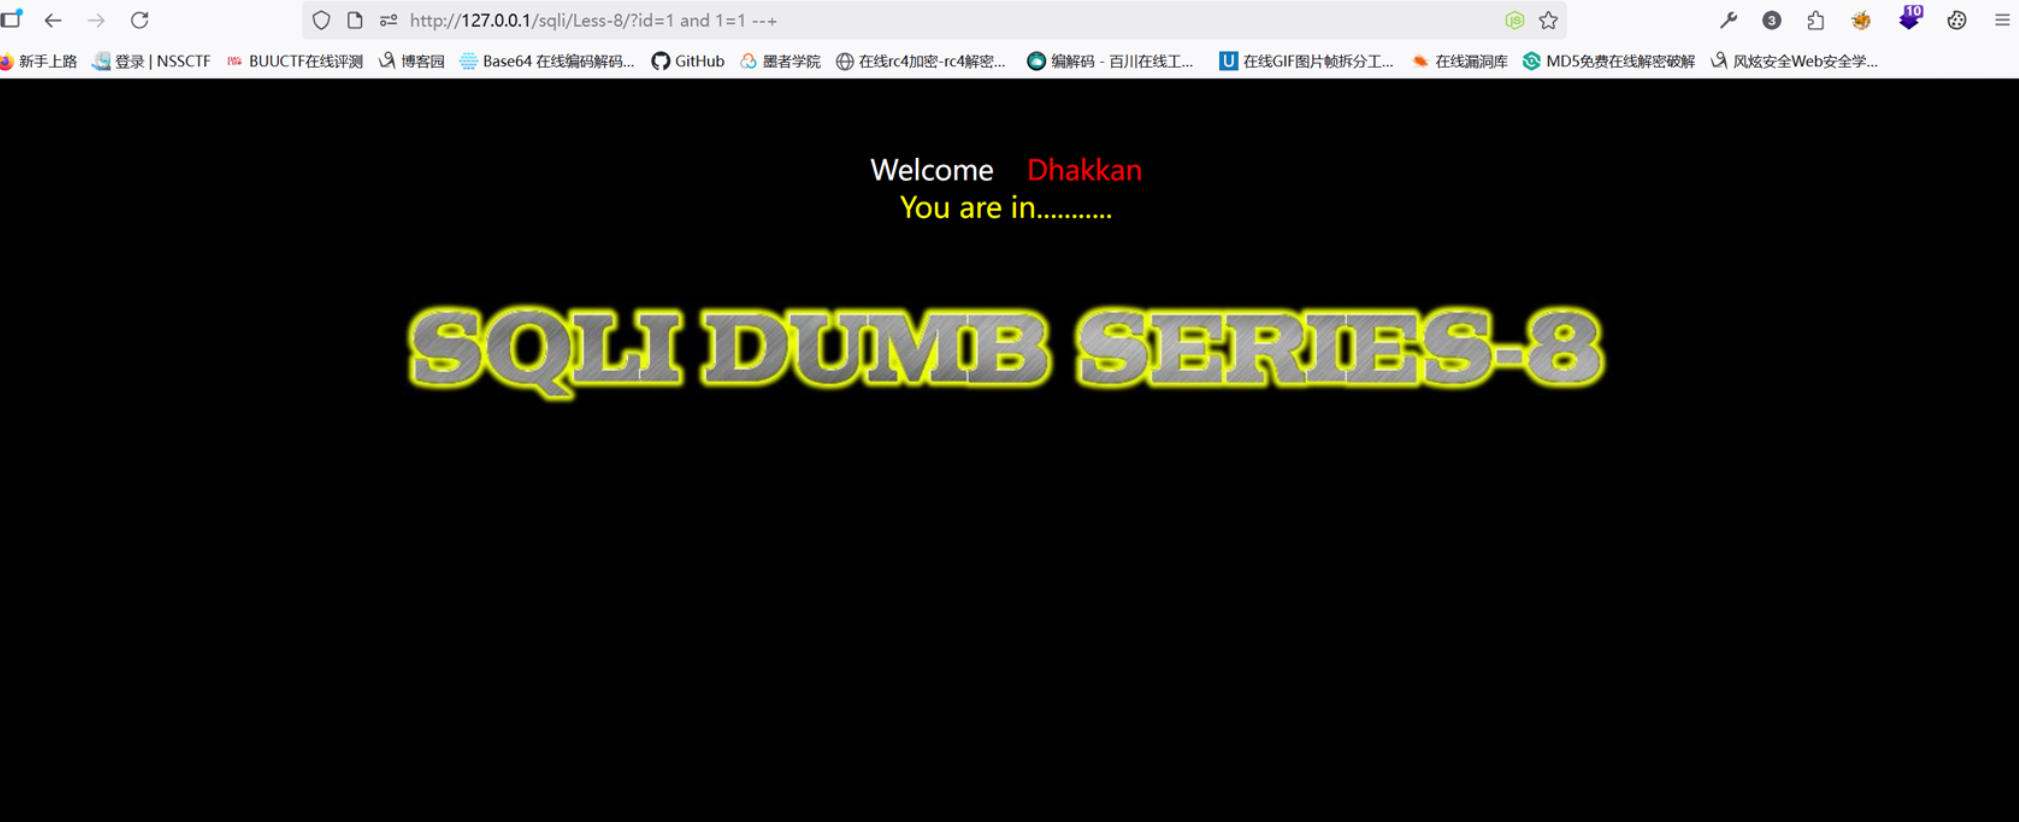 http://127.0.0.1/sqli/Less-8/?id=1 and 1=1 --+
3
10
新手上路 登录 | NSSCTF BUUCTF在线评测 博客园 Base64 在线编码解码... GitHub 墨者学院 在线rc4加密-rc4解密... 编解码 - 百川在线工... U 在线GIF图片帧拆分工... 在线漏洞库 MD5免费在线解密破解 风炫安全Web安全学...
Welcome Dhakkan
You are in...........
SQLI DUMB SERIES-8